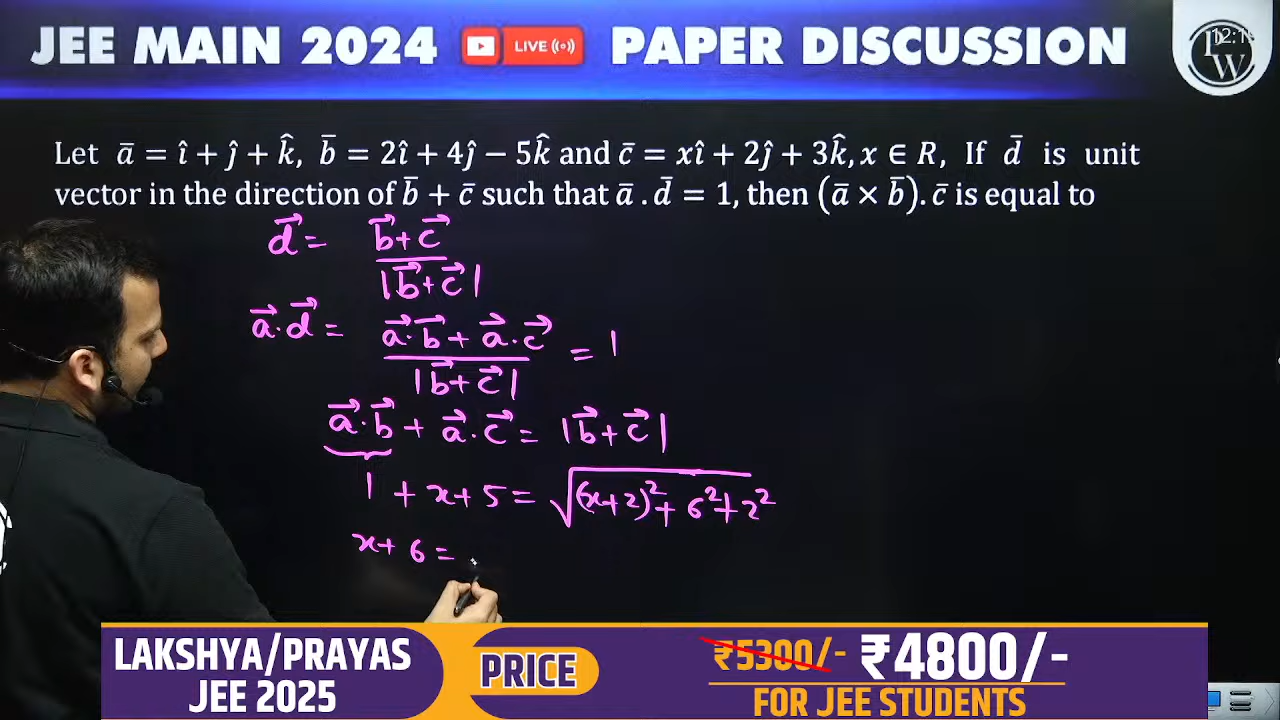 JEE MAIN 2024 LIVE PAPER DISCUSSION
12:1
W
Let a̅ = î + ĵ + k̂, b̅ = 2î + 4ĵ − 5k̂ and c̅ = xî + 2ĵ + 3k̂, x ∈ R, If d̅ is unit
vector in the direction of b̅ + c̅ such that a̅ . d̅ = 1, then (a̅ × b̅). c̅ is equal to
d⃗ = (b⃗ + c⃗) / |b⃗ + c⃗|
a⃗·d⃗ = (a⃗·b⃗ + a⃗·c⃗) / |b⃗ + c⃗| = 1
a⃗·b⃗ + a⃗·c⃗ = |b⃗ + c⃗|
1 + x + 5 = √((x+2)² + 6² + 2²)
x + 6 =
LAKSHYA/PRAYAS
JEE 2025
PRICE
₹5300/- ₹4800/-
FOR JEE STUDENTS